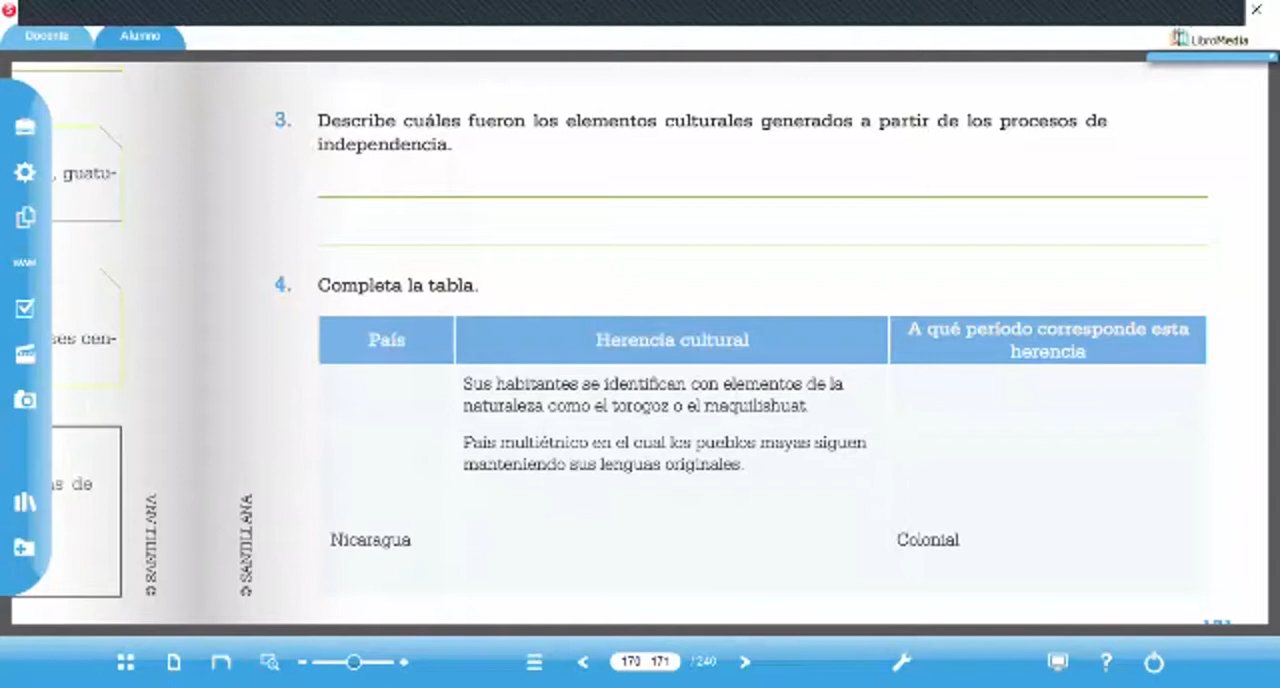 Docente
Alumno
LibroMedia
, guatu-
ses cen-
as de
© SANTILLANA
© SANTILLANA
3. Describe cuáles fueron los elementos culturales generados a partir de los procesos de
independencia.
4. Completa la tabla.
País
Herencia cultural
A qué período corresponde esta
herencia
Sus habitantes se identifican con elementos de la
naturaleza como el torogoz o el maquilishuat.
País multiétnico en el cual los pueblos mayas siguen
manteniendo sus lenguas originales.
Nicaragua
Colonial
www
170 171 /240
?